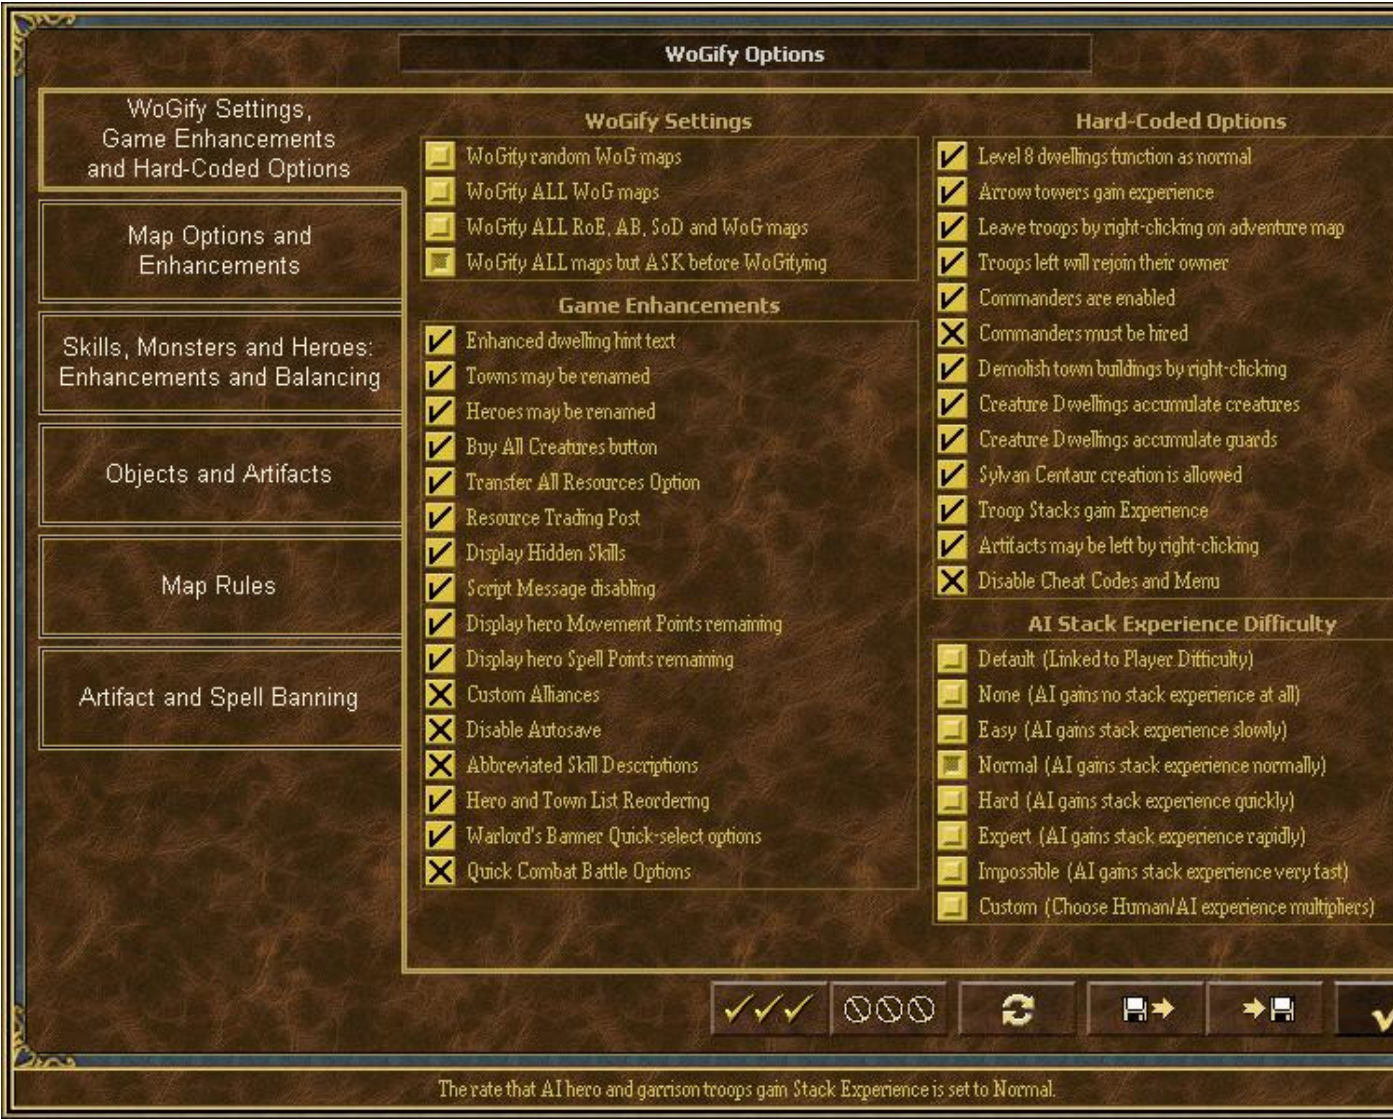 WoGify Options
WoGify Settings,
Game Enhancements
and Hard-Coded Options
Map Options and
Enhancements
Skills, Monsters and Heroes:
Enhancements and Balancing
Objects and Artifacts
Map Rules
Artifact and Spell Banning
WoGify Settings
WoGify random WoG maps
WoGify ALL WoG maps
WoGify ALL RoE, AB, SoD and WoG maps
WoGify ALL maps but ASK before WoGifying
Game Enhancements
Enhanced dwelling hint text
Towns may be renamed
Heroes may be renamed
Buy All Creatures button
Transfer All Resources Option
Resource Trading Post
Display Hidden Skills
Script Message disabling
Display hero Movement Points remaining
Display hero Spell Points remaining
Custom Alliances
Disable Autosave
Abbreviated Skill Descriptions
Hero and Town List Reordering
Warlord's Banner Quick-select options
Quick Combat Battle Options
Hard-Coded Options
Level 8 dwellings function as normal
Arrow towers gain experience
Leave troops by right-clicking on adventure map
Troops left will rejoin their owner
Commanders are enabled
Commanders must be hired
Demolish town buildings by right-clicking
Creature Dwellings accumulate creatures
Creature Dwellings accumulate guards
Sylvan Centaur creation is allowed
Troop Stacks gain Experience
Artifacts may be left by right-clicking
Disable Cheat Codes and Menu
AI Stack Experience Difficulty
Default (Linked to Player Difficulty)
None (AI gains no stack experience at all)
Easy (AI gains stack experience slowly)
Normal (AI gains stack experience normally)
Hard (AI gains stack experience quickly)
Expert (AI gains stack experience rapidly)
Impossible (AI gains stack experience very fast)
Custom (Choose Human/AI experience multipliers)
The rate that AI hero and garrison troops gain Stack Experience is set to Normal.